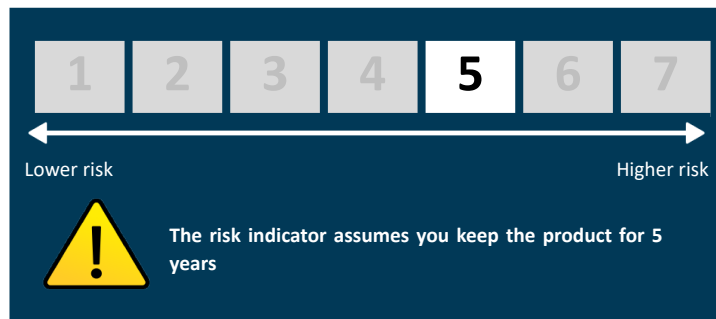 1 2 3 4 5 6 7
Lower risk Higher risk
!
The risk indicator assumes you keep the product for 5
years